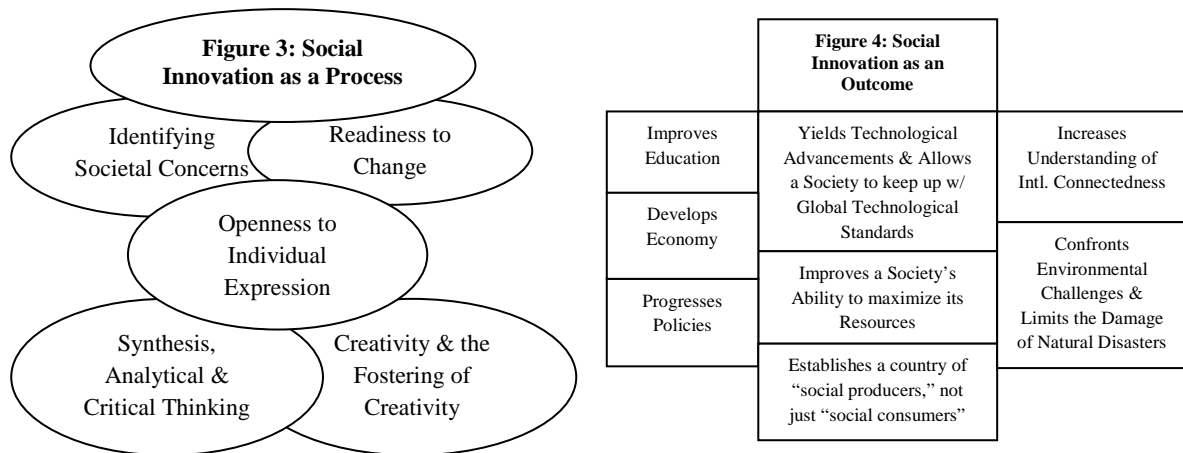 Figure 3: Social
Innovation as a Process
Identifying
Societal Concerns
Readiness to
Change
Openness to
Individual
Expression
Synthesis,
Analytical &
Critical Thinking
Creativity & the
Fostering of
Creativity
Figure 4: Social
Innovation as an
Outcome
Improves
Education
Develops
Economy
Progresses
Policies
Yields Technological
Advancements & Allows
a Society to keep up w/
Global Technological
Standards
Improves a Society’s
Ability to maximize its
Resources
Establishes a country of
“social producers,” not
just “social consumers”
Increases
Understanding of
Intl. Connectedness
Confronts
Environmental
Challenges &
Limits the Damage
of Natural Disasters